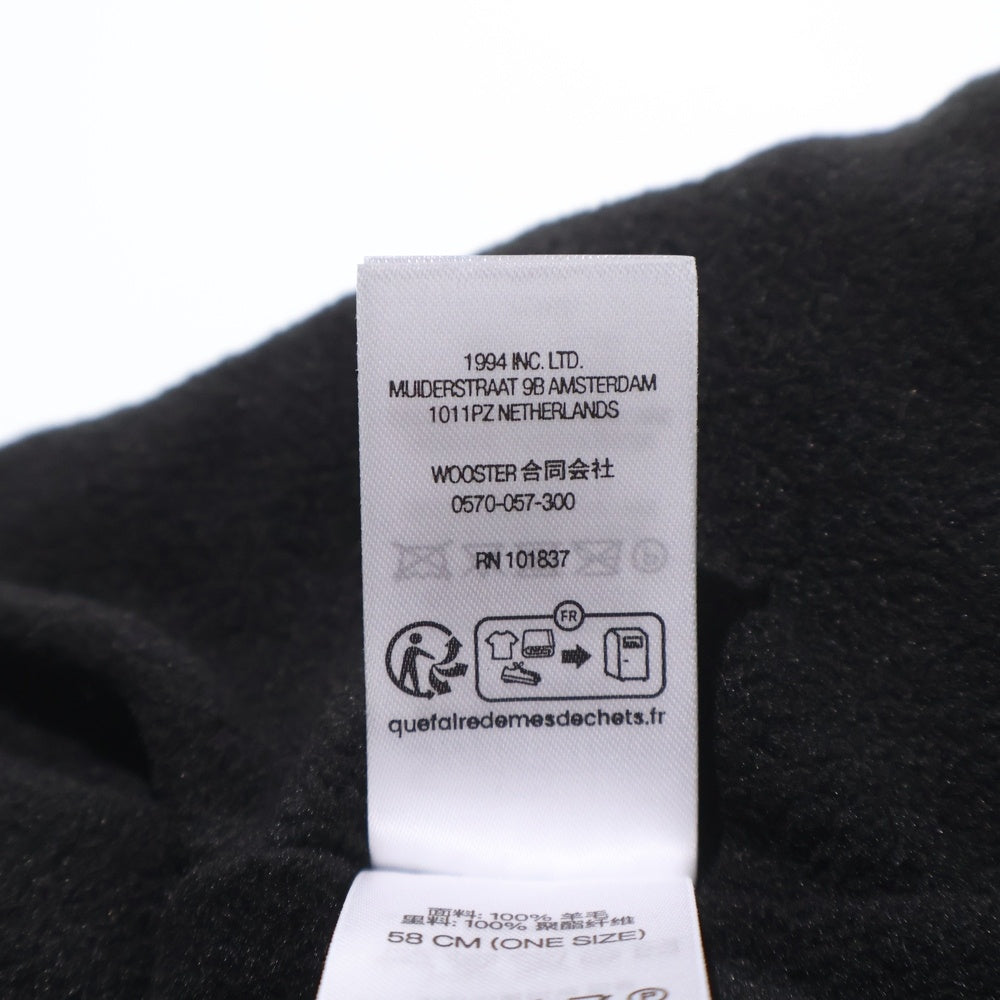 1994 INC. LTD.
MUIDERSTRAAT 9B AMSTERDAM
1011PZ NETHERLANDS
WOOSTER 合同会社
0570-057-300
RN 101837
FR
quefairedemesdechets.fr
面料: 100% 羊毛
里料: 100% 聚酯纤维
58 CM (ONE SIZE)
P